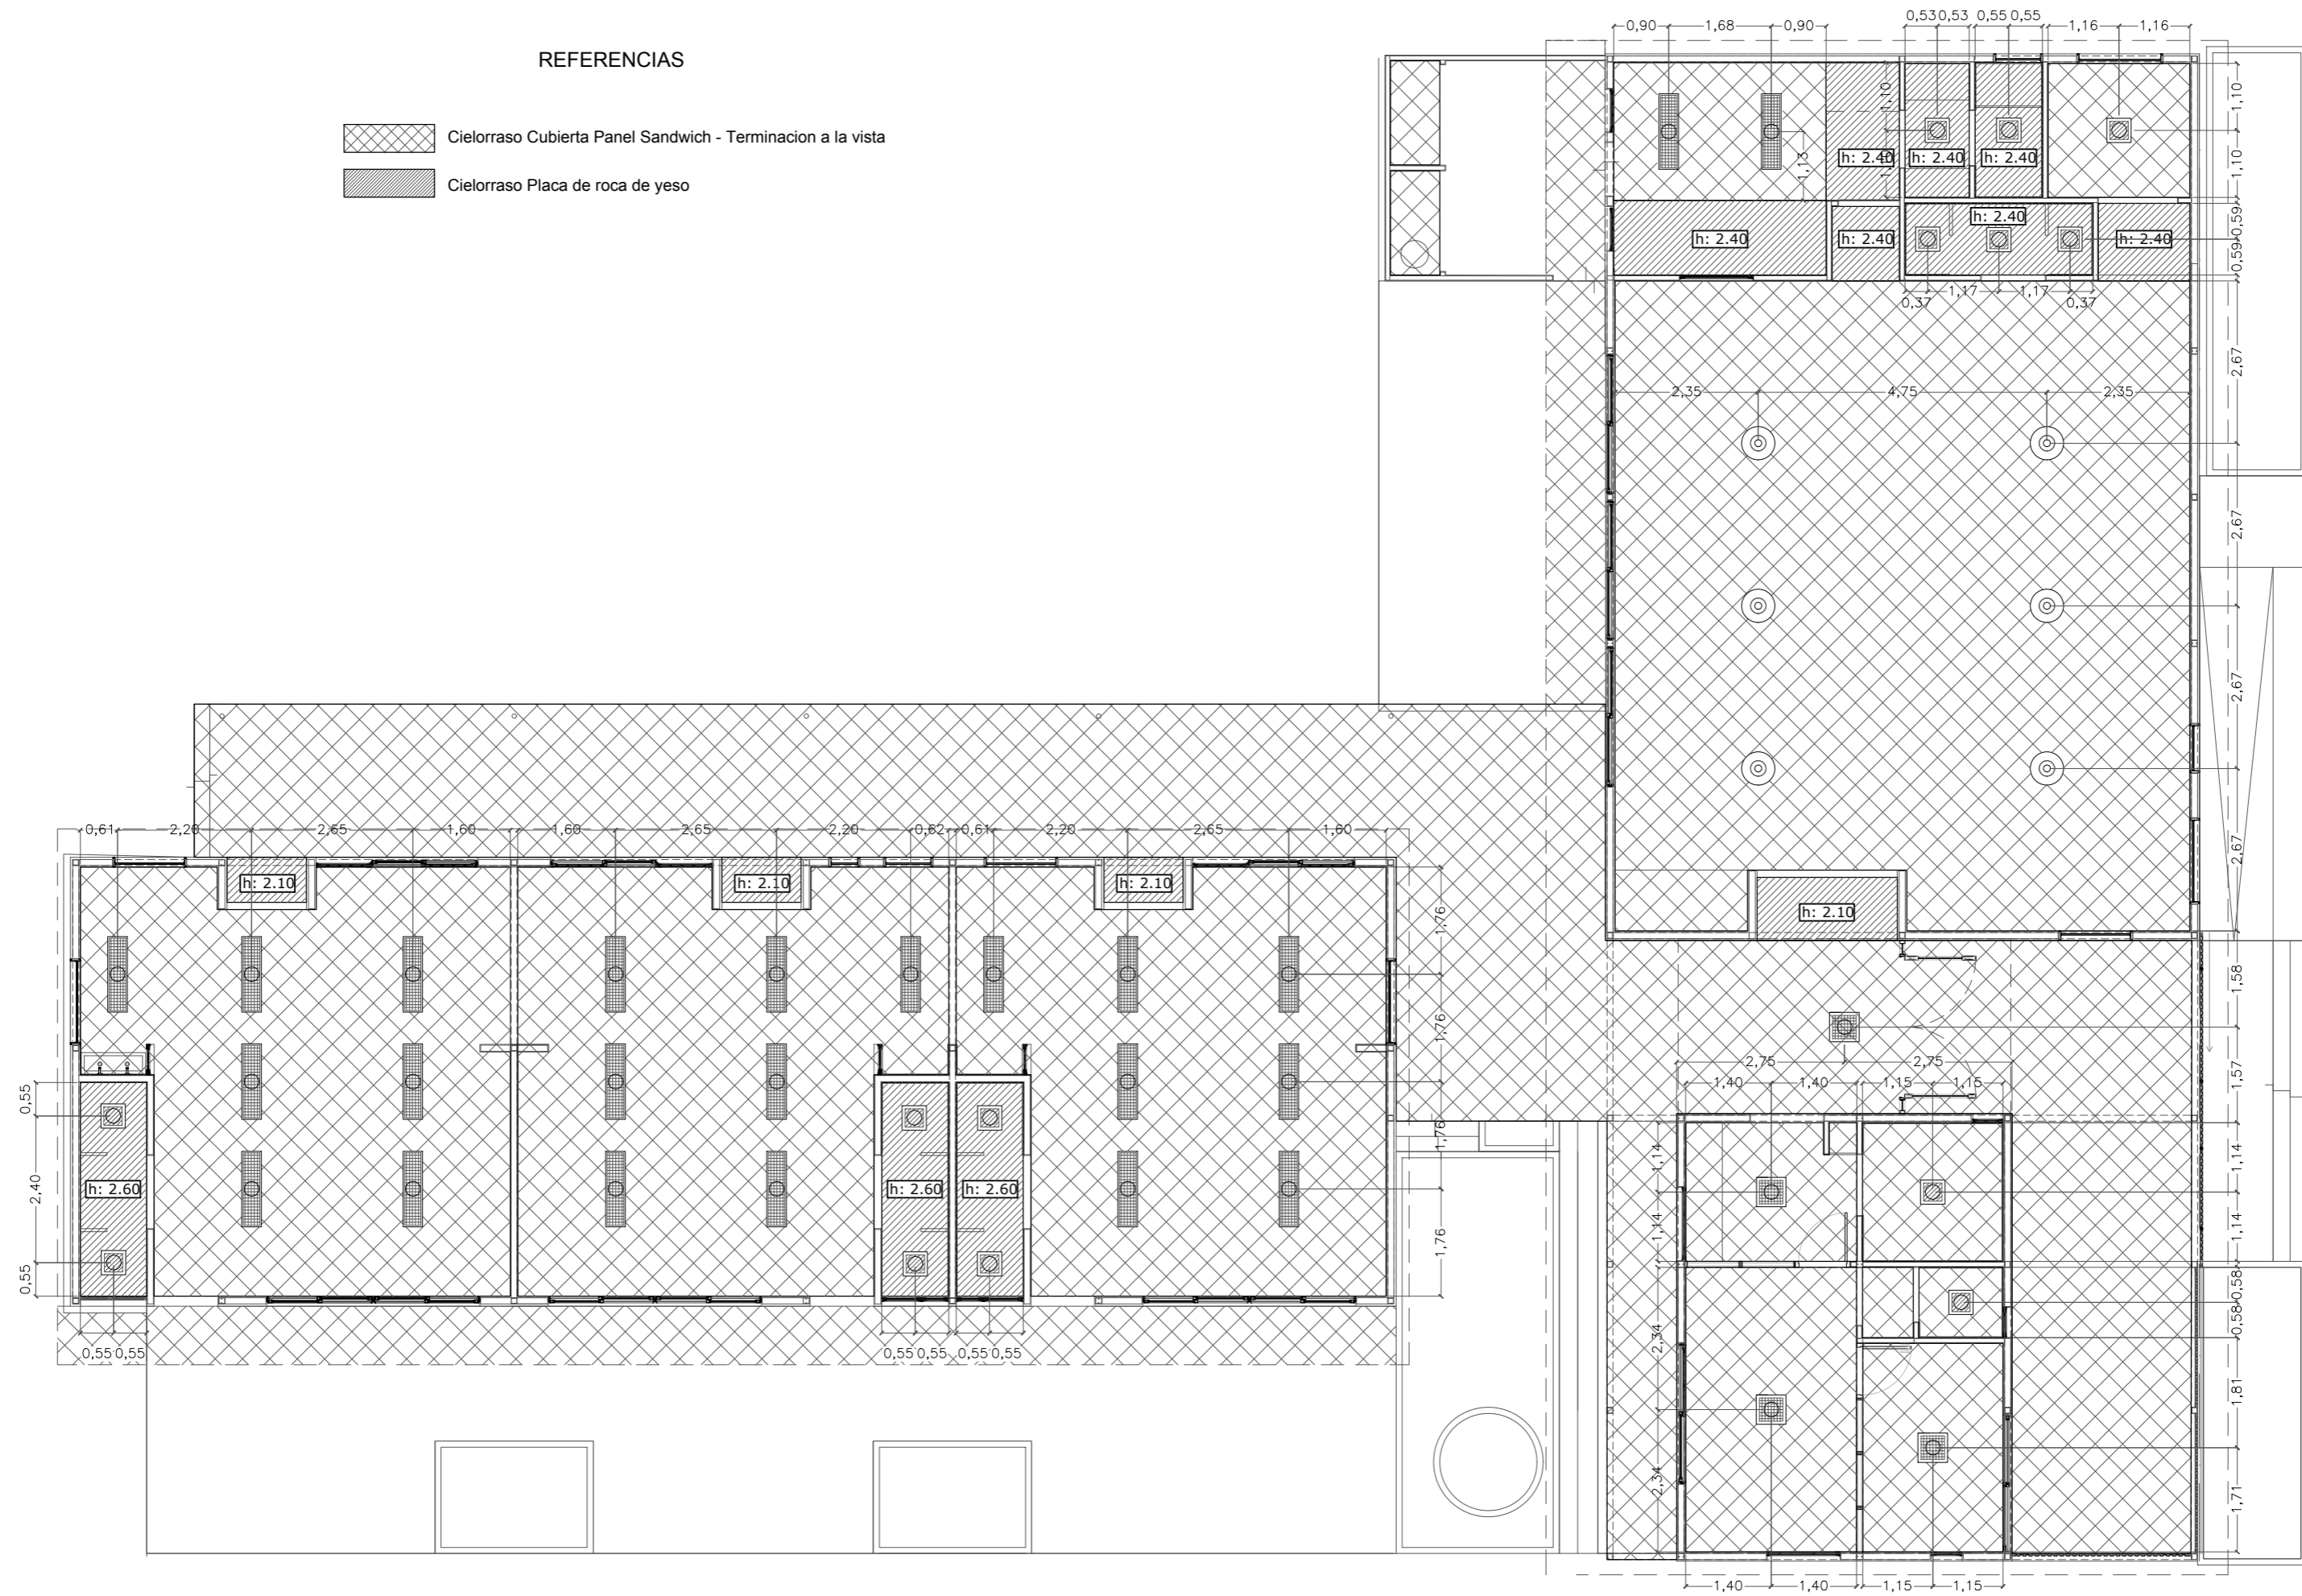 REFERENCIAS
Cielorraso Cubierta Panel Sandwich - Terminacion a la vista
Cielorraso Placa de roca de yeso
0,90 1,68 0,90 0,53 0,53 0,55 0,55 1,16 1,16
1,10 1,10
1,13
1,10
1,10
h: 2.40 h: 2.40 h: 2.40
h: 2.40
h: 2.40 h: 2.40 h: 2.40
0,59
0,59
0,37 1,17 1,17 0,37
2,67
2,35 4,75 2,35
2,67
2,67
2,67
0,61 2,20 2,65 1,60 1,60 2,65 2,20 0,62 0,61 2,20 2,65 1,60
h: 2.10 h: 2.10 h: 2.10
h: 2.10
1,76
1,76
1,76
1,76
1,58
2,75 2,75
1,57
1,40 1,40 1,15 1,15
0,55
2,40
0,55
h: 2.60 h: 2.60 h: 2.60
1,14
1,14
1,14
1,14
0,58
0,58
2,34
2,34
1,81
1,71
0,55 0,55 0,55 0,55 0,55 0,55
1,40 1,40 1,15 1,15